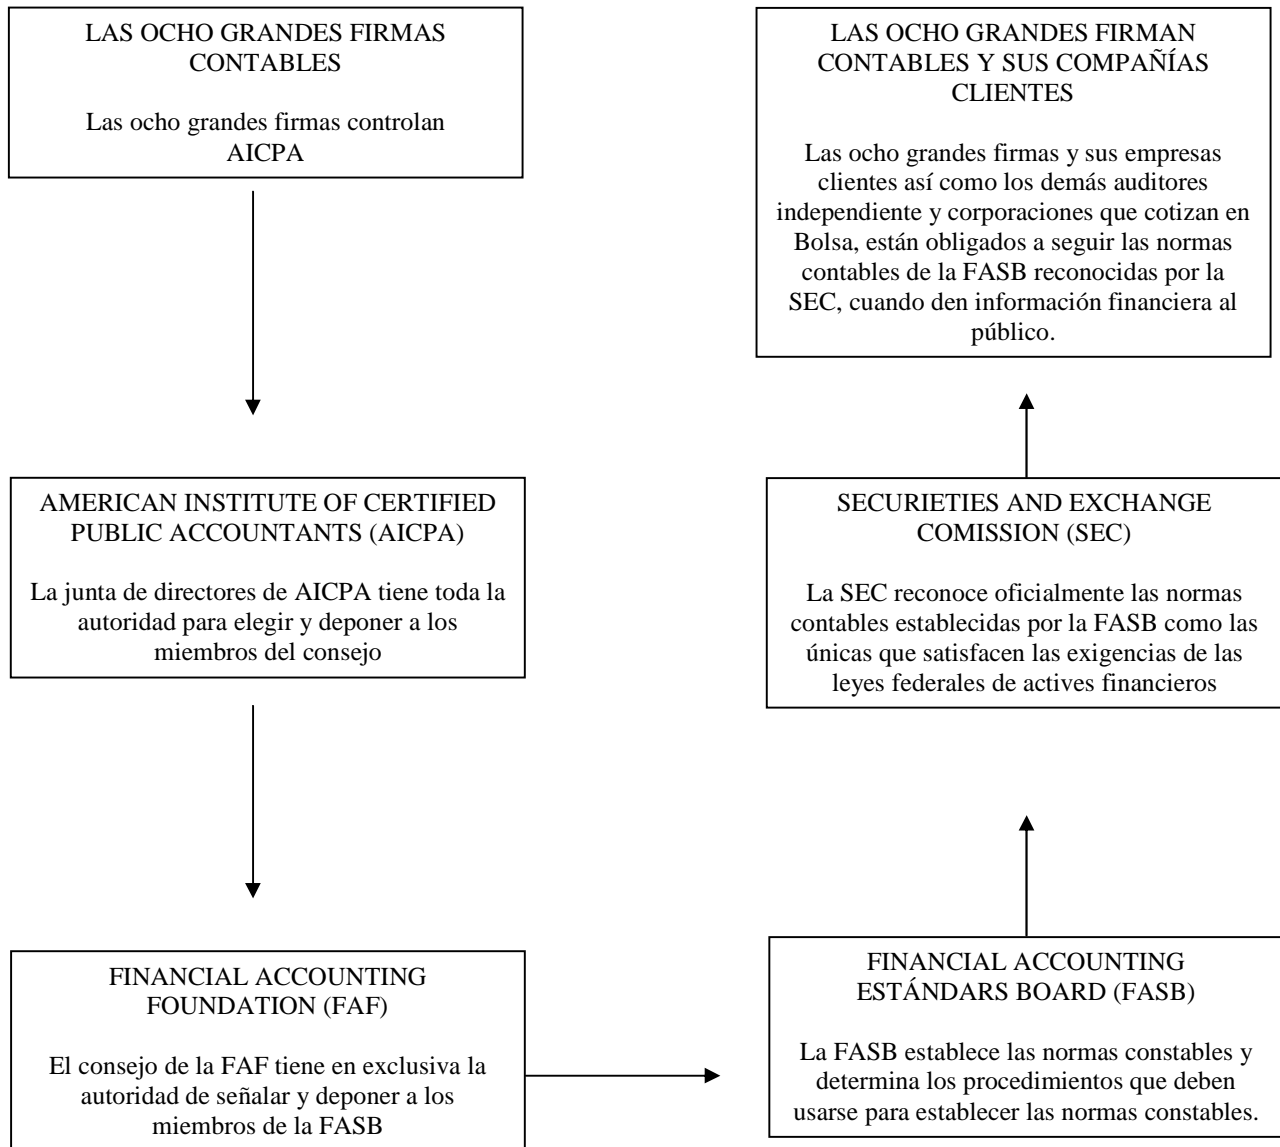 LAS OCHO GRANDES FIRMAS
CONTABLES
Las ocho grandes firmas controlan
AICPA
AMERICAN INSTITUTE OF CERTIFIED
PUBLIC ACCOUNTANTS (AICPA)
La junta de directores de AICPA tiene toda la
autoridad para elegir y deponer a los
miembros del consejo
FINANCIAL ACCOUNTING
FOUNDATION (FAF)
El consejo de la FAF tiene en exclusiva la
autoridad de señalar y deponer a los
miembros de la FASB
FINANCIAL ACCOUNTING
ESTÁNDARS BOARD (FASB)
La FASB establece las normas constables y
determina los procedimientos que deben
usarse para establecer las normas constables.
SECURIETIES AND EXCHANGE
COMISSION (SEC)
La SEC reconoce oficialmente las normas
contables establecidas por la FASB como las
únicas que satisfacen las exigencias de las
leyes federales de actives financieros
LAS OCHO GRANDES FIRMAN
CONTABLES Y SUS COMPAÑÍAS
CLIENTES
Las ocho grandes firmas y sus empresas
clientes así como los demás auditores
independiente y corporaciones que cotizan en
Bolsa, están obligados a seguir las normas
contables de la FASB reconocidas por la
SEC, cuando den información financiera al
público.